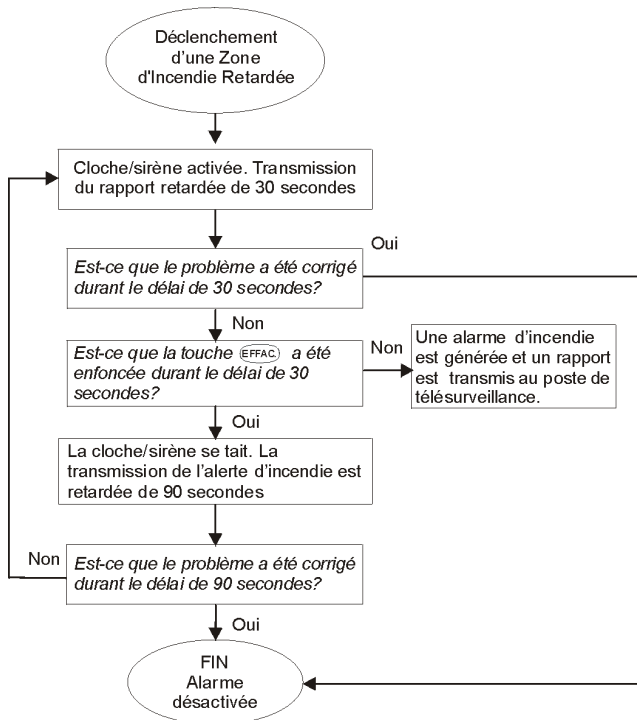 Déclenchement
d'une Zone
d'Incendie Retardée
Cloche/sirène activée. Transmission
du rapport retardée de 30 secondes
Oui
Est-ce que le problème a été corrigé
durant le délai de 30 secondes?
Non
Est-ce que la touche EFFAC. a été
enfoncée durant le délai de 30
secondes?
Non
Une alarme d'incendie
est générée et un rapport
est transmis au poste de
télésurveillance.
Oui
La cloche/sirène se tait. La
transmission de l'alerte d'incendie est
retardée de 90 secondes
Non
Est-ce que le problème a été corrigé
durant le délai de 90 secondes?
Oui
FIN
Alarme
désactivée